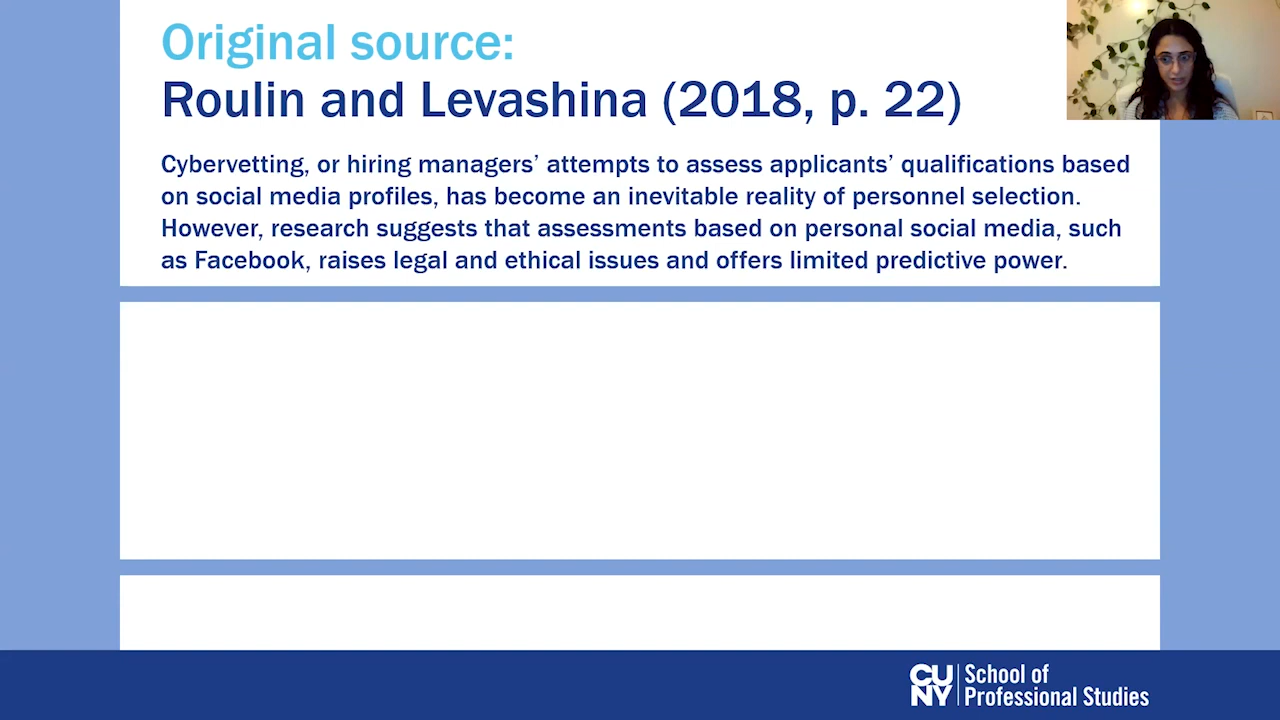 Original source:
Roulin and Levashina (2018, p. 22)
Cybervetting, or hiring managers’ attempts to assess applicants’ qualifications based
on social media profiles, has become an inevitable reality of personnel selection.
However, research suggests that assessments based on personal social media, such
as Facebook, raises legal and ethical issues and offers limited predictive power.
CU
NY
School of
Professional Studies